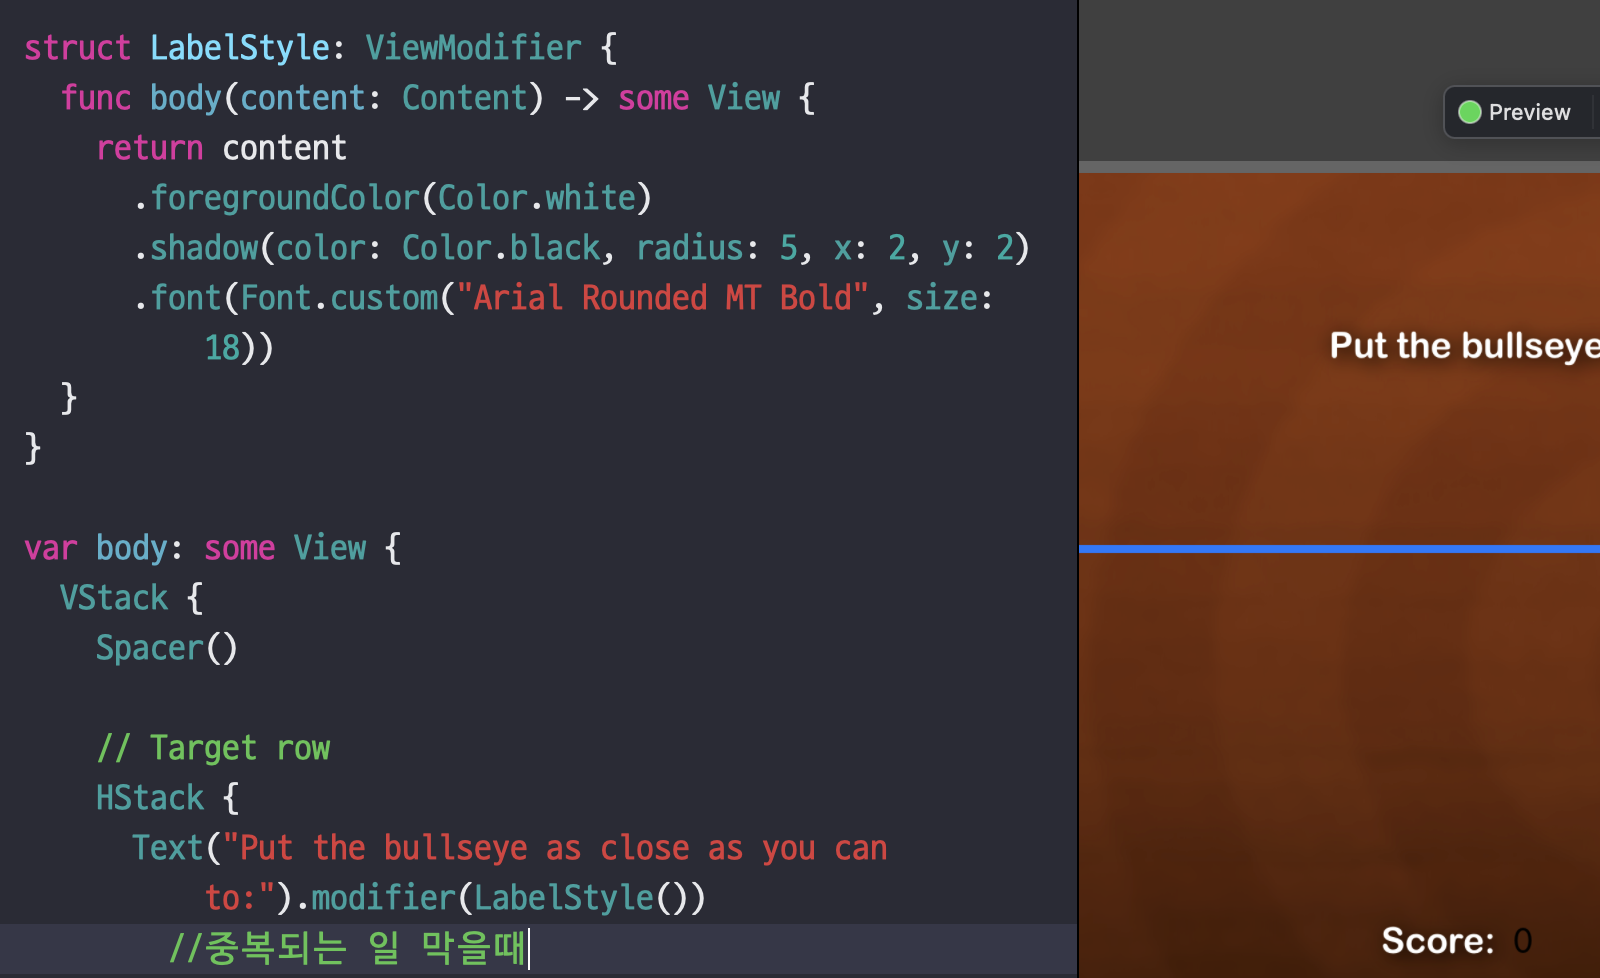 struct LabelStyle: ViewModifier {
func body(content: Content) -> some View {
return content
.foregroundColor(Color.white)
.shadow(color: Color.black, radius: 5, x: 2, y: 2)
.font(Font.custom("Arial Rounded MT Bold", size:
18))
}
}
var body: some View {
VStack {
Spacer()
// Target row
HStack {
Text("Put the bullseye as close as you can
to:").modifier(LabelStyle())
//중복되는 일 막을때
Preview
Put the bullseye
Score: 0